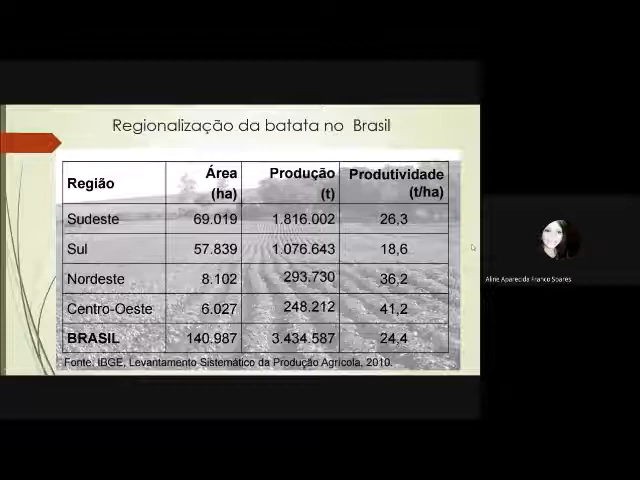 Regionalização da batata no Brasil
Região Área (ha) Produção (t) Produtividade (t/ha)
Sudeste 69.019 1.816.002 26,3
Sul 57.839 1.076.643 18,6
Nordeste 8.102 293.730 36,2
Centro-Oeste 6.027 248.212 41,2
BRASIL 140.987 3.434.587 24,4
Fonte: IBGE, Levantamento Sistemático da Produção Agrícola, 2010.
Aline Aparecida Franco Soares